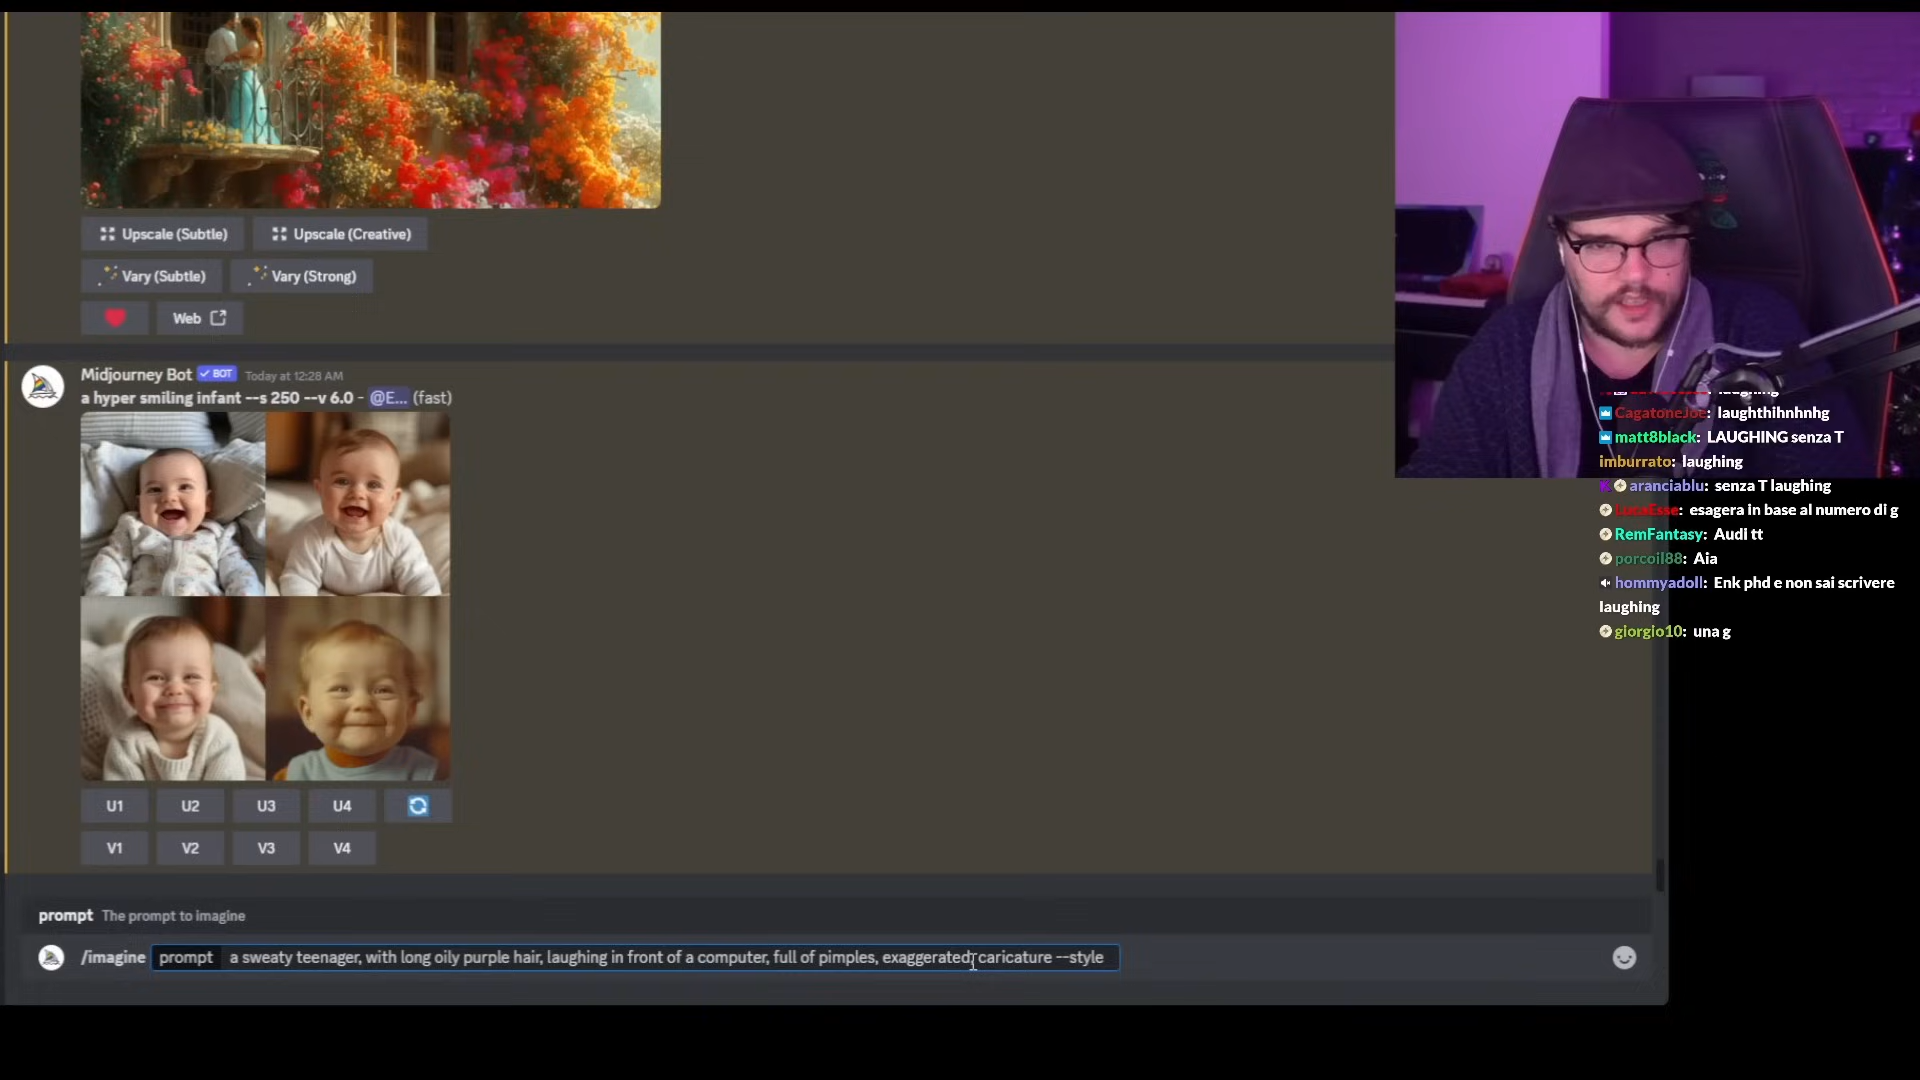 Upscale (Subtle)
Upscale (Creative)
Vary (Subtle)
Vary (Strong)
Web
Midjourney Bot ✓ BOT Today at 12:28 AM
a hyper smiling infant --s 250 --v 6.0 - @E... (fast)
U1 U2 U3 U4
V1 V2 V3 V4
prompt The prompt to imagine
/imagine prompt a sweaty teenager, with long oily purple hair, laughing in front of a computer, full of pimples, exaggerated, caricature --style
CagatoneJoe: laughthihnhnhg
matt8black: LAUGHING senza T
imburrato: laughing
aranciablu: senza T laughing
LucaEsse: esagera in base al numero di g
RemFantasy: Audi tt
porcoil88: Aia
hommyadoll: Enk phd e non sai scrivere
laughing
giorgio10: una g